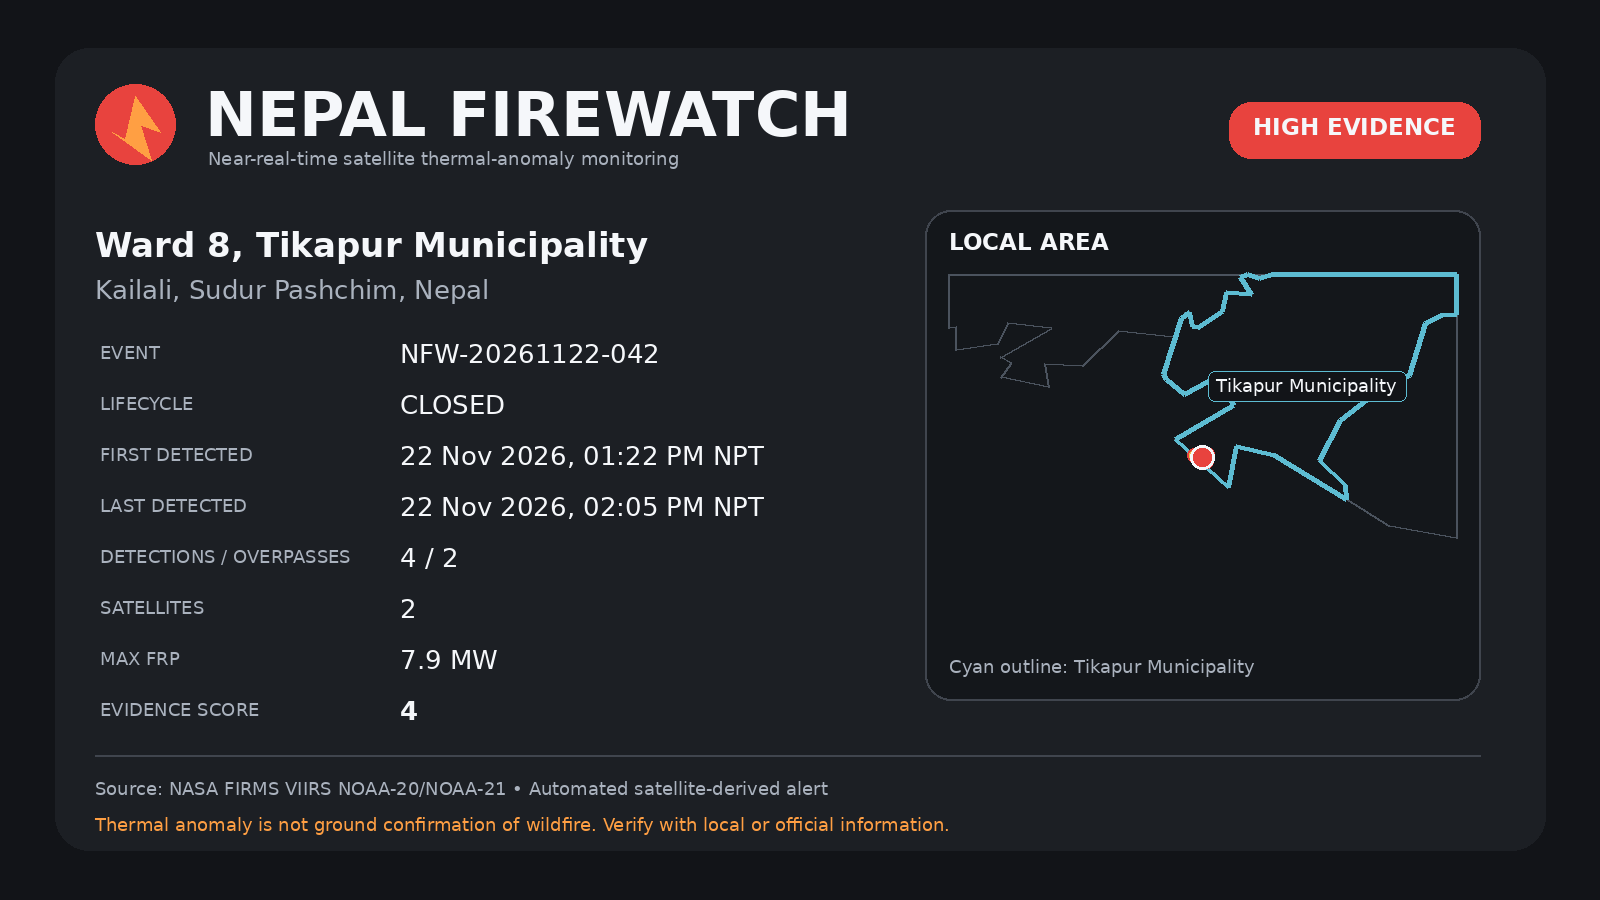 NEPAL FIREWATCH
Near-real-time satellite thermal-anomaly monitoring
HIGH EVIDENCE
Ward 8, Tikapur Municipality
Kailali, Sudur Pashchim, Nepal
EVENT NFW-20261122-042
LIFECYCLE CLOSED
FIRST DETECTED 22 Nov 2026, 01:22 PM NPT
LAST DETECTED 22 Nov 2026, 02:05 PM NPT
DETECTIONS / OVERPASSES 4 / 2
SATELLITES 2
MAX FRP 7.9 MW
EVIDENCE SCORE 4
LOCAL AREA
Tikapur Municipality
Cyan outline: Tikapur Municipality
Source: NASA FIRMS VIIRS NOAA-20/NOAA-21 • Automated satellite-derived alert
Thermal anomaly is not ground confirmation of wildfire. Verify with local or official information.